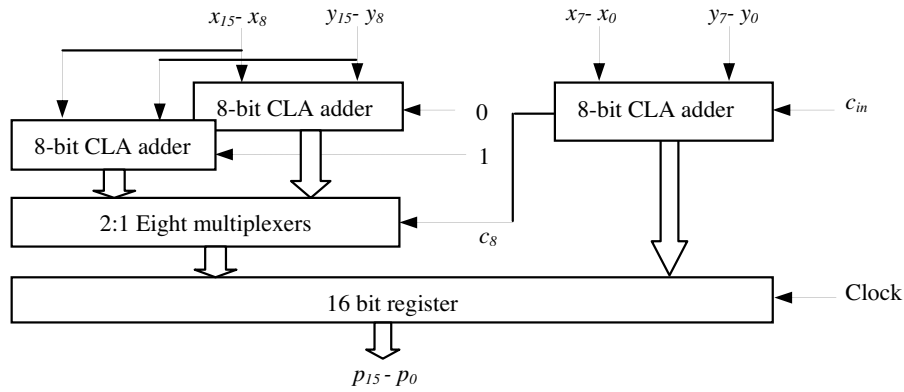 x15- x8 y15- y8 x7- x0 y7- y0
8-bit CLA adder 0 8-bit CLA adder cin
8-bit CLA adder 1
2:1 Eight multiplexers c8
16 bit register Clock
p15 - p0